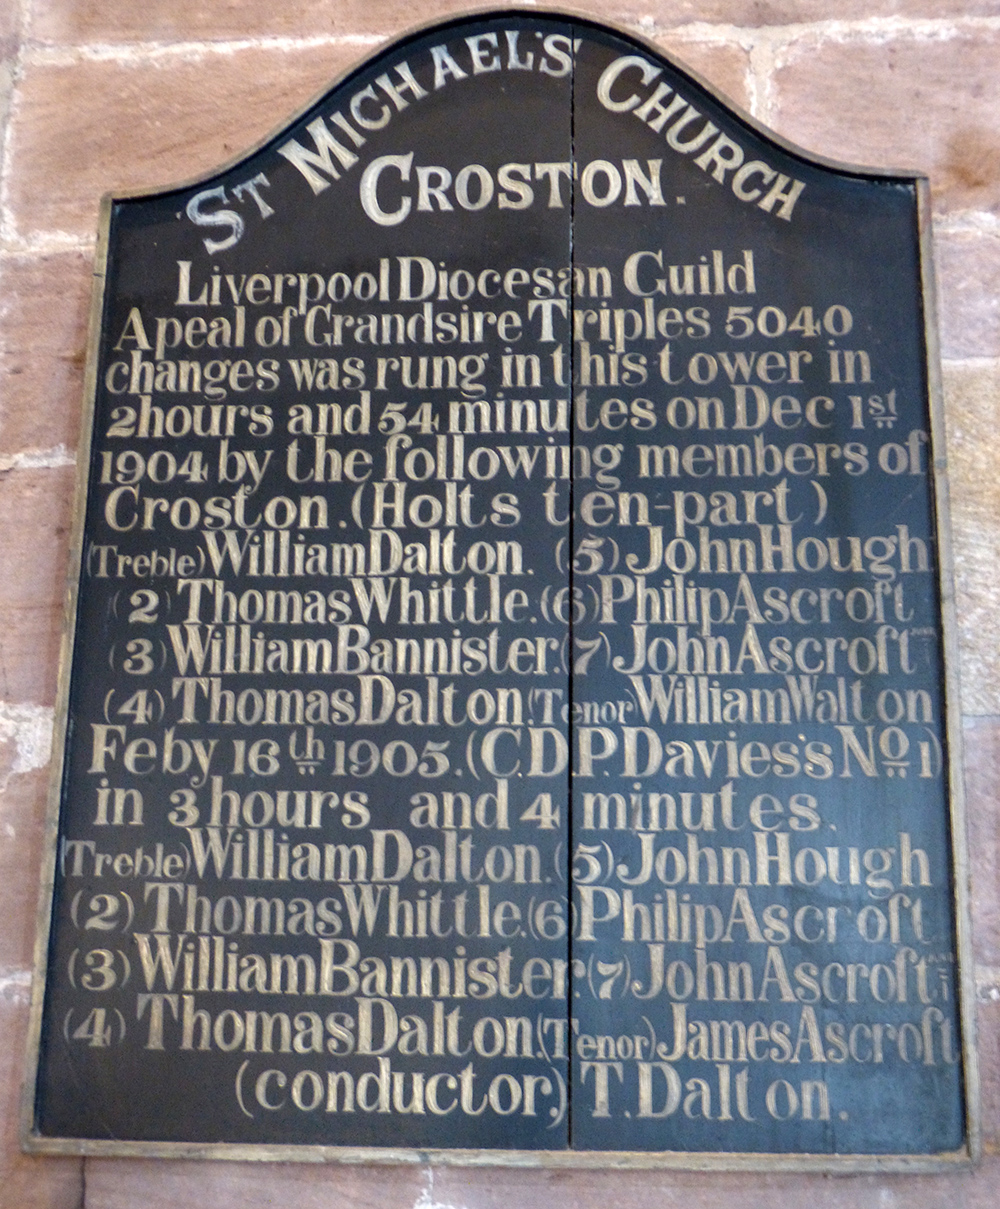 St Michael's Church
Croston.
Liverpool Diocesan Guild
A peal of Grandsire Triples 5040
changes was rung in this tower in
2 hours and 54 minutes on Dec 1st
1904 by the following members of
Croston. (Holts ten-part)
(Treble) William Dalton. (5) John Hough
(2) Thomas Whittle. (6) Philip Ascroft
(3) William Bannister. (7) John Ascroft
(4) Thomas Dalton. (Tenor) William Walton
Feby 16th 1905. (C.D.P. Davies's No 1)
in 3 hours and 4 minutes.
(Treble) William Dalton. (5) John Hough
(2) Thomas Whittle. (6) Philip Ascroft
(3) William Bannister. (7) John Ascroft
(4) Thomas Dalton. (Tenor) James Ascroft
(conductor,) T. Dalton.